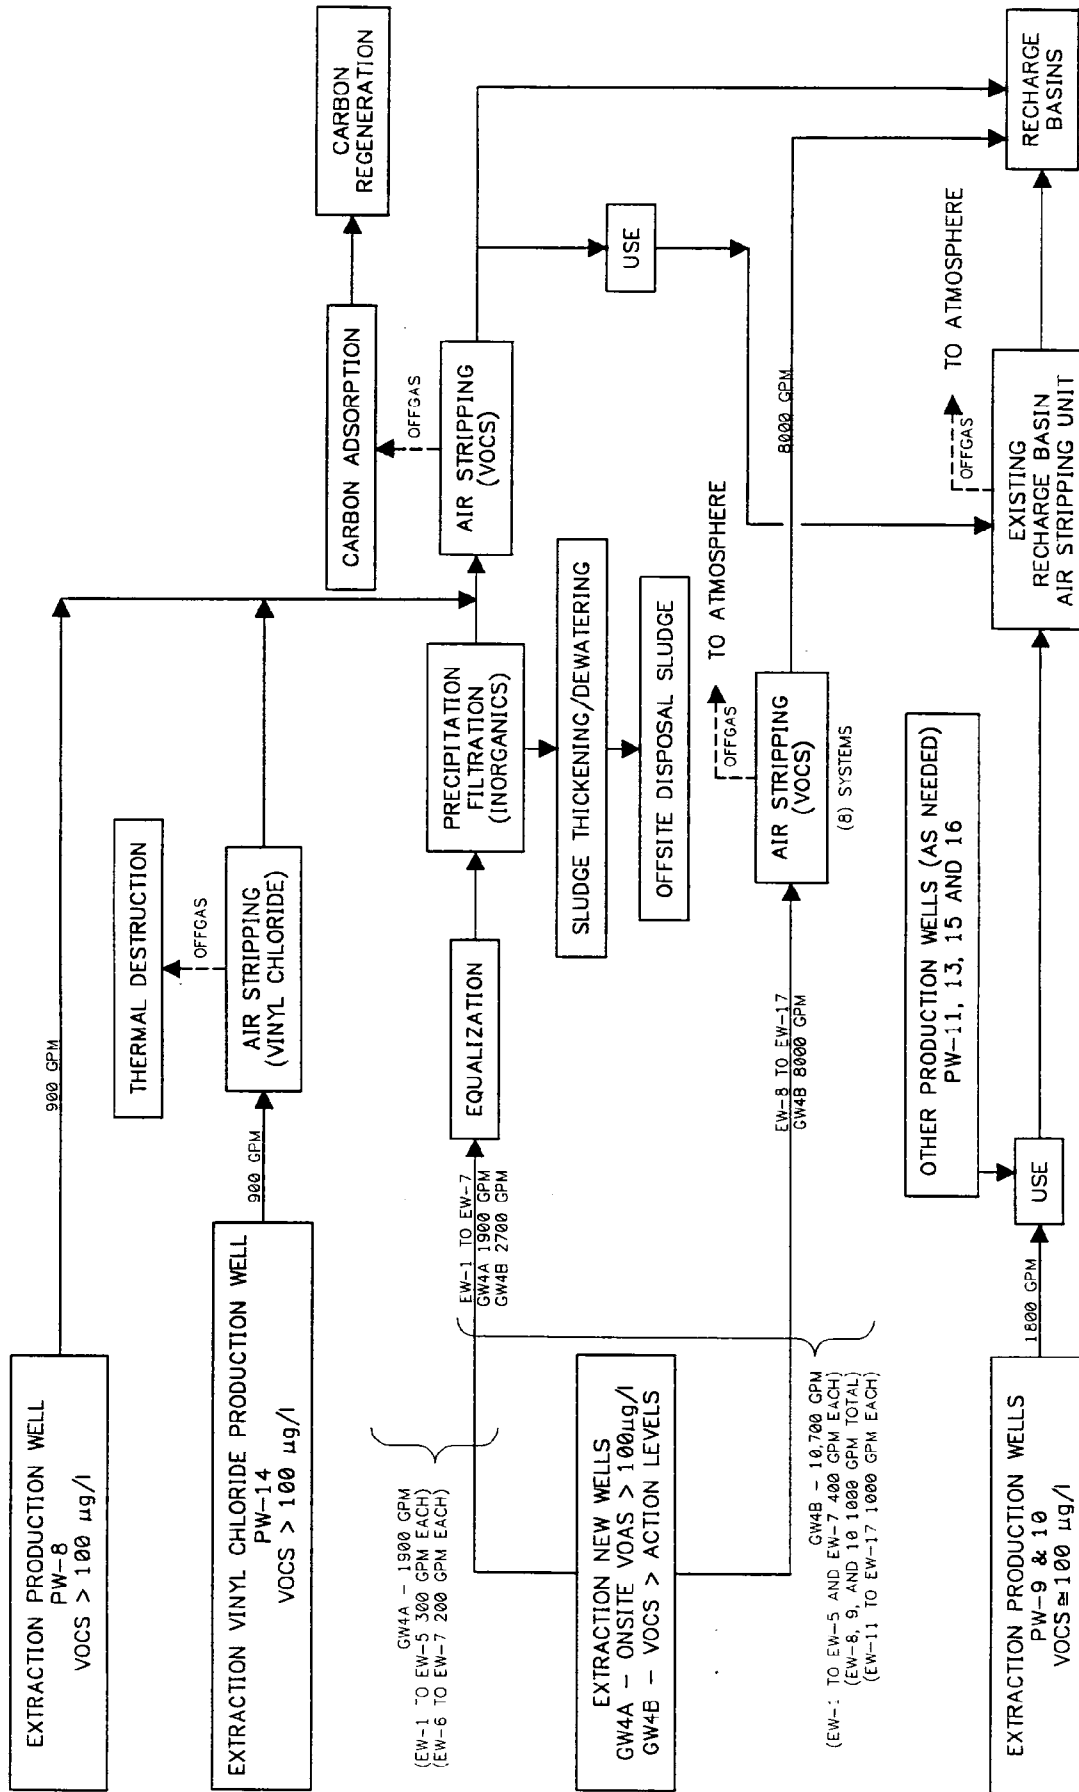 EXTRACTION PRODUCTION WELL
PW-8
VOCS > 100 µg/l
900 GPM
EXTRACTION VINYL CHLORIDE PRODUCTION WELL
PW-14
VOCS > 100 µg/l
900 GPM
THERMAL DESTRUCTION
OFFGAS
AIR STRIPPING
(VINYL CHLORIDE)
GW4A - 1900 GPM
(EW-1 TO EW-5 300 GPM EACH)
(EW-6 TO EW-7 200 GPM EACH)
EW-1 TO EW-7
GW4A 1900 GPM
GW4B 2700 GPM
EQUALIZATION
PRECIPITATION
FILTRATION
(INORGANICS)
SLUDGE THICKENING/DEWATERING
OFFSITE DISPOSAL SLUDGE
CARBON ADSORPTION
CARBON
REGENERATION
OFFGAS
AIR STRIPPING
(VOCS)
USE
EXTRACTION NEW WELLS
GW4A - ONSITE VOAS > 100µg/l
GW4B - VOCS > ACTION LEVELS
GW4B - 10,700 GPM
(EW-1 TO EW-5 AND EW-7 400 GPM EACH)
(EW-8, 9, AND 10 1000 GPM TOTAL)
(EW-11 TO EW-17 1000 GPM EACH)
EW-8 TO EW-17
GW4B 8000 GPM
TO ATMOSPHERE
OFFGAS
AIR STRIPPING
(VOCS)
(8) SYSTEMS
8000 GPM
EXTRACTION PRODUCTION WELLS
PW-9 & 10
VOCS≅100 µg/l
1800 GPM
OTHER PRODUCTION WELLS (AS NEEDED)
PW-11, 13, 15 AND 16
USE
TO ATMOSPHERE
OFFGAS
EXISTING
RECHARGE BASIN
AIR STRIPPING UNIT
RECHARGE
BASINS